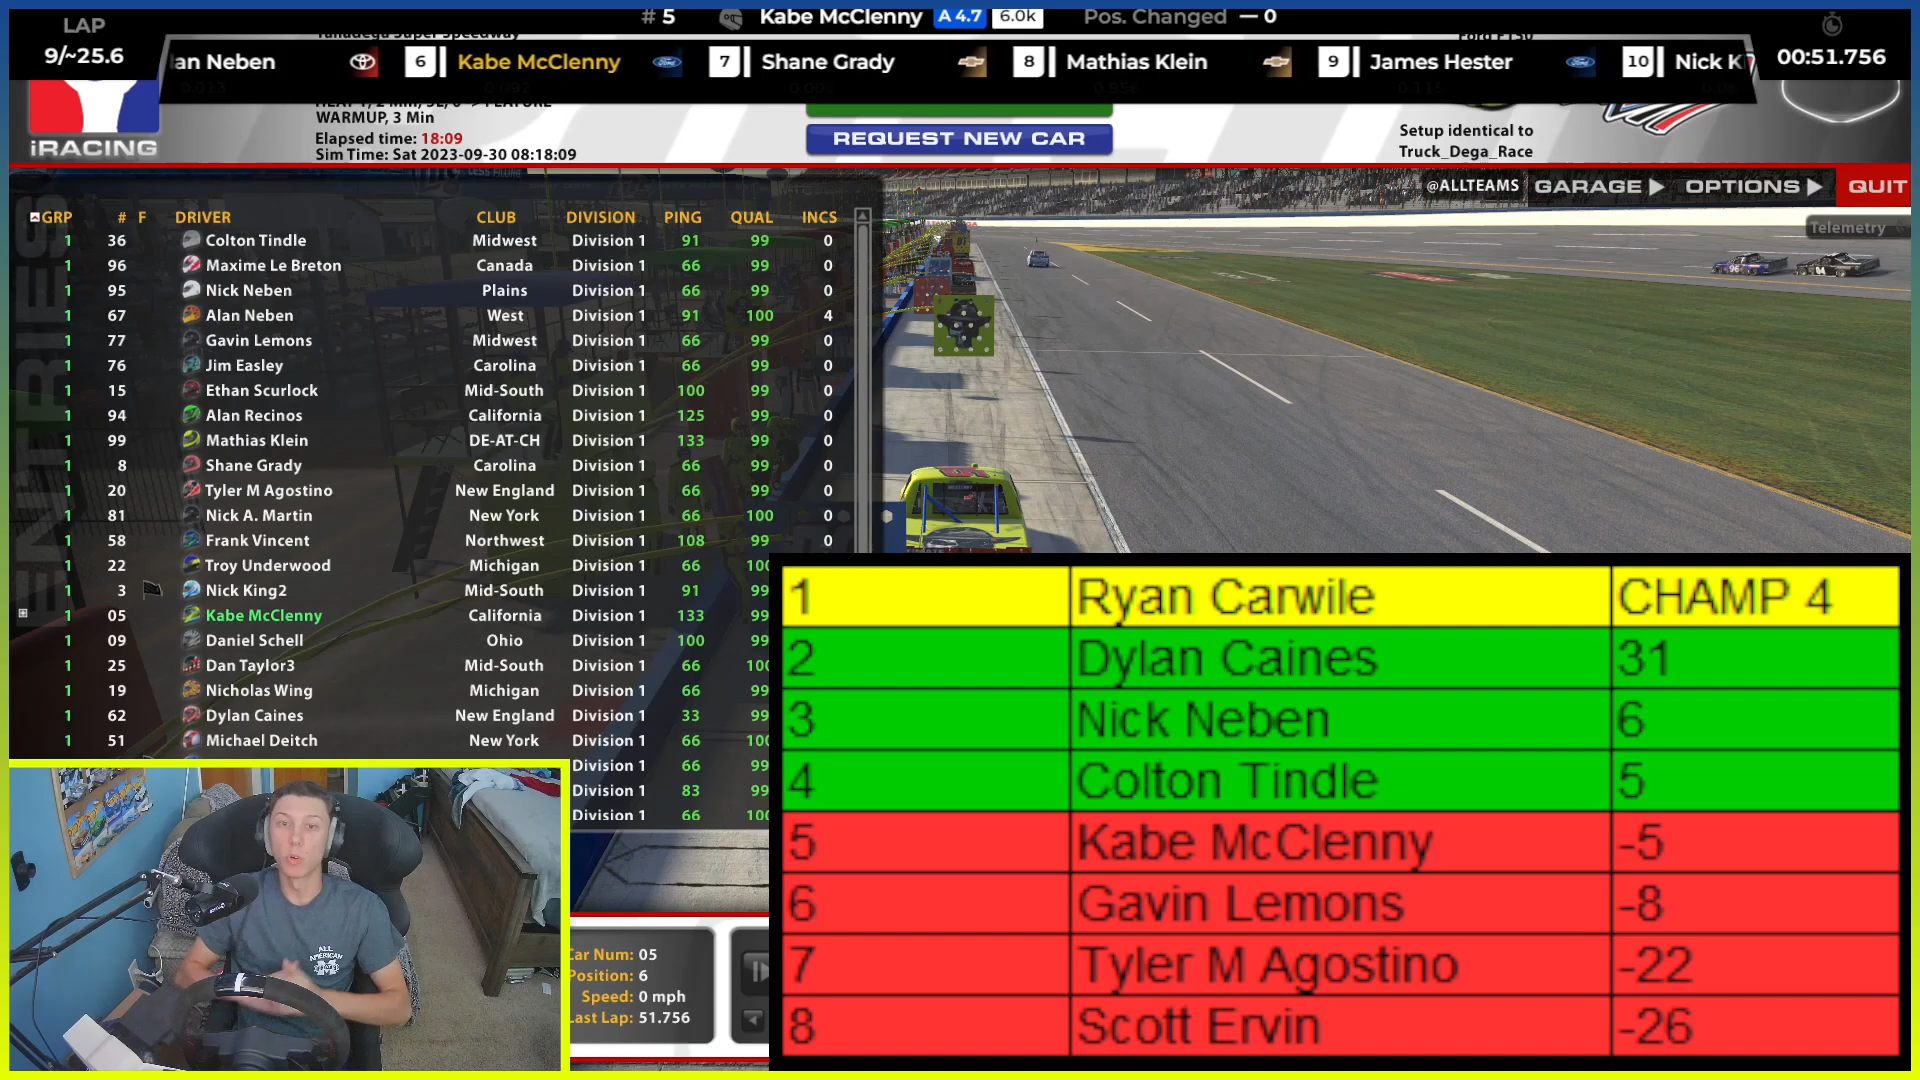 LAP
9/~25.6
# 5 Kabe McClenny A 4.7 6.0k Pos. Changed — 0
00:51.756
lan Neben 6 Kabe McClenny 7 Shane Grady 8 Mathias Klein 9 James Hester 10 Nick K
WARMUP, 3 Min
Elapsed time: 18:09
Sim Time: Sat 2023-09-30 08:18:09
iRACING
REQUEST NEW CAR
Setup identical to
Truck_Dega_Race
@ALLTEAMS GARAGE OPTIONS QUIT
Telemetry
ENTRIES
GRP # F DRIVER CLUB DIVISION PING QUAL INCS
1 36 Colton Tindle Midwest Division 1 91 99 0
1 96 Maxime Le Breton Canada Division 1 66 99 0
1 95 Nick Neben Plains Division 1 66 99 0
1 67 Alan Neben West Division 1 91 100 4
1 77 Gavin Lemons Midwest Division 1 66 99 0
1 76 Jim Easley Carolina Division 1 66 99 0
1 15 Ethan Scurlock Mid-South Division 1 100 99 0
1 94 Alan Recinos California Division 1 125 99 0
1 99 Mathias Klein DE-AT-CH Division 1 133 99 0
1 8 Shane Grady Carolina Division 1 66 99 0
1 20 Tyler M Agostino New England Division 1 66 99 0
1 81 Nick A. Martin New York Division 1 66 100 0
1 58 Frank Vincent Northwest Division 1 108 99 0
1 22 Troy Underwood Michigan Division 1 66 100
1 3 Nick King2 Mid-South Division 1 91 99
1 05 Kabe McClenny California Division 1 133 99
1 09 Daniel Schell Ohio Division 1 100 99
1 25 Dan Taylor3 Mid-South Division 1 66 100
1 19 Nicholas Wing Michigan Division 1 66 100
1 62 Dylan Caines New England Division 1 33 99
1 51 Michael Deitch New York Division 1 66 100
Division 1 66 99
Division 1 83 99
Division 1 66 100
1 Ryan Carwile CHAMP 4
2 Dylan Caines 31
3 Nick Neben 6
4 Colton Tindle 5
5 Kabe McClenny -5
6 Gavin Lemons -8
7 Tyler M Agostino -22
8 Scott Ervin -26
Car Num: 05
Position: 6
Speed: 0 mph
Last Lap: 51.756
ALL
AMERICAN